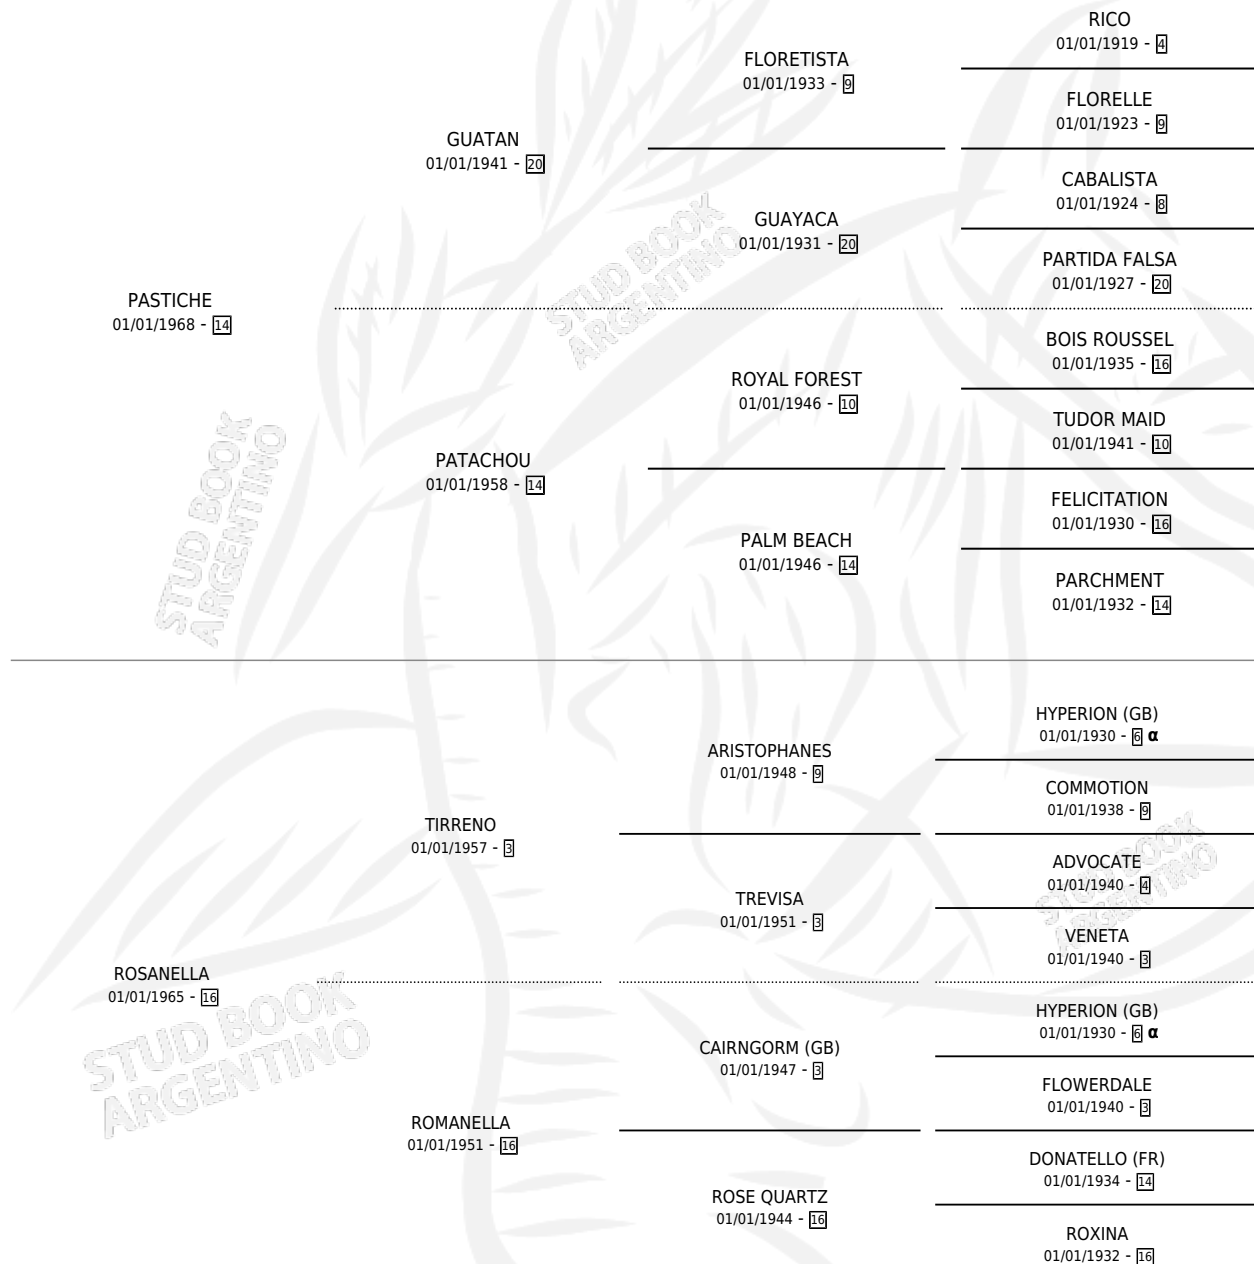 RICO
01/01/1919 - 4
FLORETISTA
01/01/1933 - 9
FLORELLE
01/01/1923 - 9
GUATAN
01/01/1941 - 20
CABALISTA
01/01/1924 - 8
GUAYACA
01/01/1931 - 20
PARTIDA FALSA
01/01/1927 - 20
PASTICHE
01/01/1968 - 14
STUD BOOK
ARGENTINO
BOIS ROUSSEL
01/01/1935 - 16
ROYAL FOREST
01/01/1946 - 10
TUDOR MAID
01/01/1941 - 10
PATACHOU
01/01/1958 - 14
FELICITATION
01/01/1930 - 16
PALM BEACH
01/01/1946 - 14
PARCHMENT
01/01/1932 - 14
STUD BOOK
ARGENTINO
HYPERION (GB)
01/01/1930 - 6 α
ARISTOPHANES
01/01/1948 - 9
COMMOTION
01/01/1938 - 9
TIRRENO
01/01/1957 - 3
ADVOCATE
01/01/1940 - 4
TREVISA
01/01/1951 - 3
VENETA
01/01/1940 - 3
STUD BOOK
ARGENTINO
ROSANELLA
01/01/1965 - 16
STUD BOOK
ARGENTINO
HYPERION (GB)
01/01/1930 - 6 α
CAIRNGORM (GB)
01/01/1947 - 3
FLOWERDALE
01/01/1940 - 3
ROMANELLA
01/01/1951 - 16
DONATELLO (FR)
01/01/1934 - 14
ROSE QUARTZ
01/01/1944 - 16
ROXINA
01/01/1932 - 16